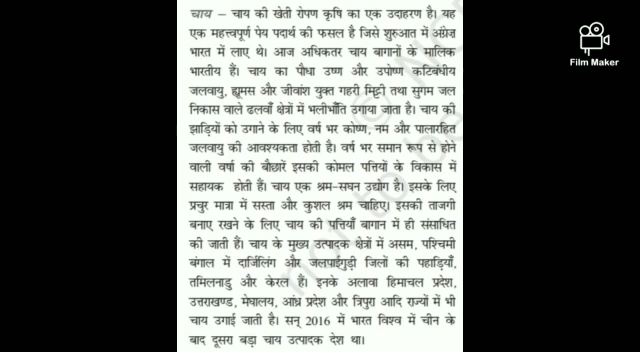 चाय – चाय की खेती रोपण कृषि का एक उदाहरण है। यह
एक महत्त्वपूर्ण पेय पदार्थ की फसल है जिसे शुरुआत में अंग्रेज
भारत में लाए थे। आज अधिकतर चाय बागानों के मालिक
भारतीय हैं। चाय का पौधा उष्ण और उपोष्ण कटिबंधीय
जलवायु, ह्यूमस और जीवांश युक्त गहरी मिट्टी तथा सुगम जल
निकास वाले ढलवाँ क्षेत्रों में भलीभाँति उगाया जाता है। चाय की
झाड़ियों को उगाने के लिए वर्ष भर कोष्ण, नम और पालारहित
जलवायु की आवश्यकता होती है। वर्ष भर समान रूप से होने
वाली वर्षा की बौछारें इसकी कोमल पत्तियों के विकास में
सहायक होती हैं। चाय एक श्रम-सघन उद्योग है। इसके लिए
प्रचुर मात्रा में सस्ता और कुशल श्रम चाहिए। इसकी ताजगी
बनाए रखने के लिए चाय की पत्तियाँ बागान में ही संसाधित
की जाती हैं। चाय के मुख्य उत्पादक क्षेत्रों में असम, पश्चिमी
बंगाल में दार्जिलिंग और जलपाईगुड़ी जिलों की पहाड़ियाँ,
तमिलनाडु और केरल हैं। इनके अलावा हिमाचल प्रदेश,
उत्तराखण्ड, मेघालय, आंध्र प्रदेश और त्रिपुरा आदि राज्यों में भी
चाय उगाई जाती है। सन् 2016 में भारत विश्व में चीन के
बाद दूसरा बड़ा चाय उत्पादक देश था।
Film Maker